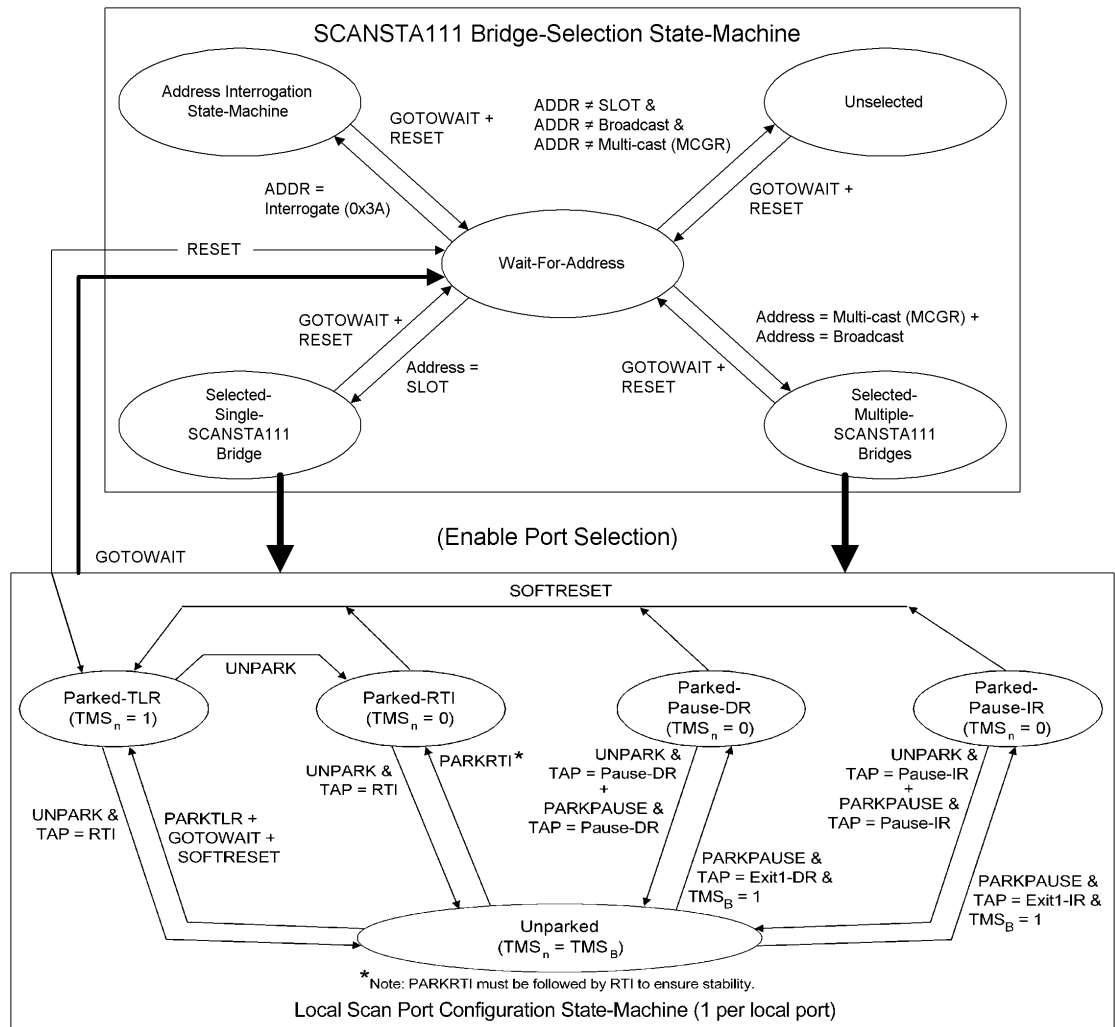 SCANSTA111 Bridge-Selection State-Machine
Address Interrogation
State-Machine
GOTOWAIT +
RESET
ADDR ≠ SLOT &
ADDR ≠ Broadcast &
ADDR ≠ Multi-cast (MCGR)
Unselected
ADDR =
Interrogate (0x3A)
GOTOWAIT +
RESET
RESET
Wait-For-Address
GOTOWAIT +
RESET
Address =
SLOT
Address = Multi-cast (MCGR) +
Address = Broadcast
GOTOWAIT +
RESET
Selected-
Single-
SCANSTA111
Bridge
Selected-
Multiple-
SCANSTA111
Bridges
(Enable Port Selection)
GOTOWAIT
SOFTRESET
UNPARK
Parked-TLR
(TMSn = 1)
Parked-RTI
(TMSn = 0)
Parked-
Pause-DR
(TMSn = 0)
Parked-
Pause-IR
(TMSn = 0)
UNPARK &
TAP = RTI
PARKTLR +
GOTOWAIT +
SOFTRESET
UNPARK &
TAP = RTI
PARKRTI*
UNPARK &
TAP = Pause-DR
+
PARKPAUSE &
TAP = Pause-DR
PARKPAUSE &
TAP = Exit1-DR &
TMSB = 1
UNPARK &
TAP = Pause-IR
+
PARKPAUSE &
TAP = Pause-IR
PARKPAUSE &
TAP = Exit1-IR &
TMSB = 1
Unparked
(TMSn = TMSB)
*Note: PARKRTI must be followed by RTI to ensure stability.
Local Scan Port Configuration State-Machine (1 per local port)